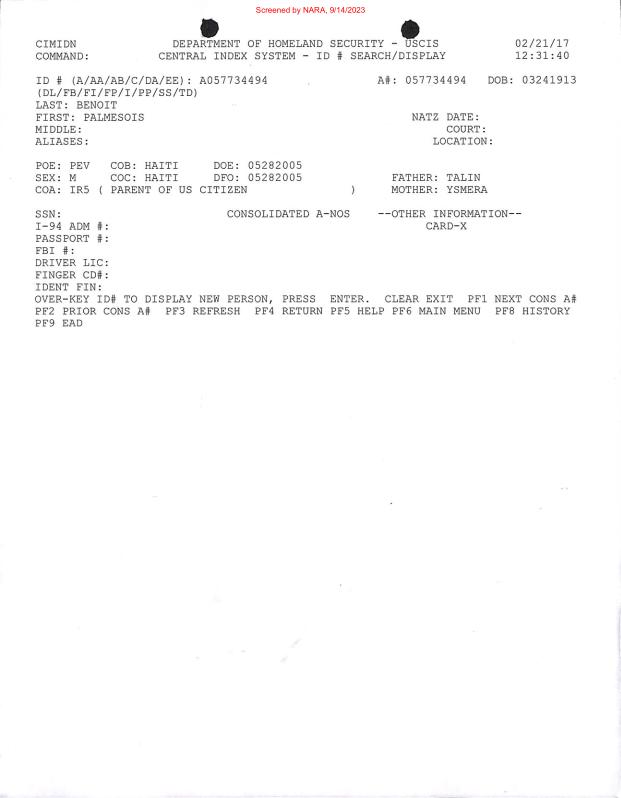 Screened by NARA, 9/14/2023
CIMIDN DEPARTMENT OF HOMELAND SECURITY - USCIS 02/21/17
COMMAND: CENTRAL INDEX SYSTEM - ID # SEARCH/DISPLAY 12:31:40
ID # (A/AA/AB/C/DA/EE): A057734494 A#: 057734494 DOB: 03241913
(DL/FB/FI/FP/I/PP/SS/TD)
LAST: BENOIT
FIRST: PALMESOIS NATZ DATE:
MIDDLE: COURT:
ALIASES: LOCATION:
POE: PEV COB: HAITI DOE: 05282005
SEX: M COC: HAITI DFO: 05282005 FATHER: TALIN
COA: IR5 ( PARENT OF US CITIZEN ) MOTHER: YSMERA
SSN: CONSOLIDATED A-NOS --OTHER INFORMATION--
I-94 ADM #: CARD-X
PASSPORT #:
FBI #:
DRIVER LIC:
FINGER CD#:
IDENT FIN:
OVER-KEY ID# TO DISPLAY NEW PERSON, PRESS ENTER. CLEAR EXIT PF1 NEXT CONS A#
PF2 PRIOR CONS A# PF3 REFRESH PF4 RETURN PF5 HELP PF6 MAIN MENU PF8 HISTORY
PF9 EAD